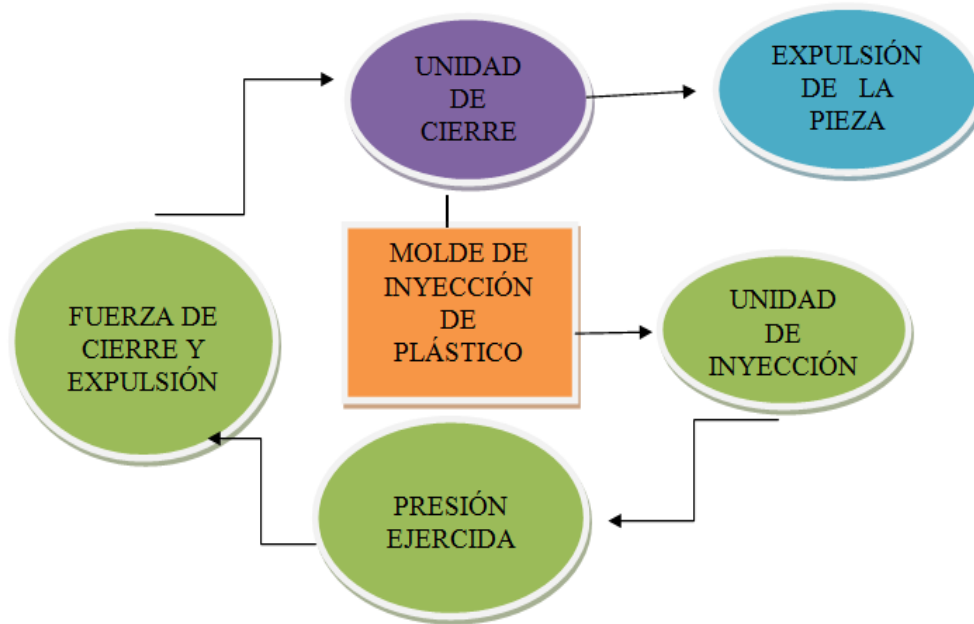 UNIDAD
DE
CIERRE
EXPULSIÓN
DE LA
PIEZA
MOLDE DE
INYECCIÓN
DE
PLÁSTICO
UNIDAD
DE
INYECCIÓN
FUERZA DE
CIERRE Y
EXPULSIÓN
PRESIÓN
EJERCIDA